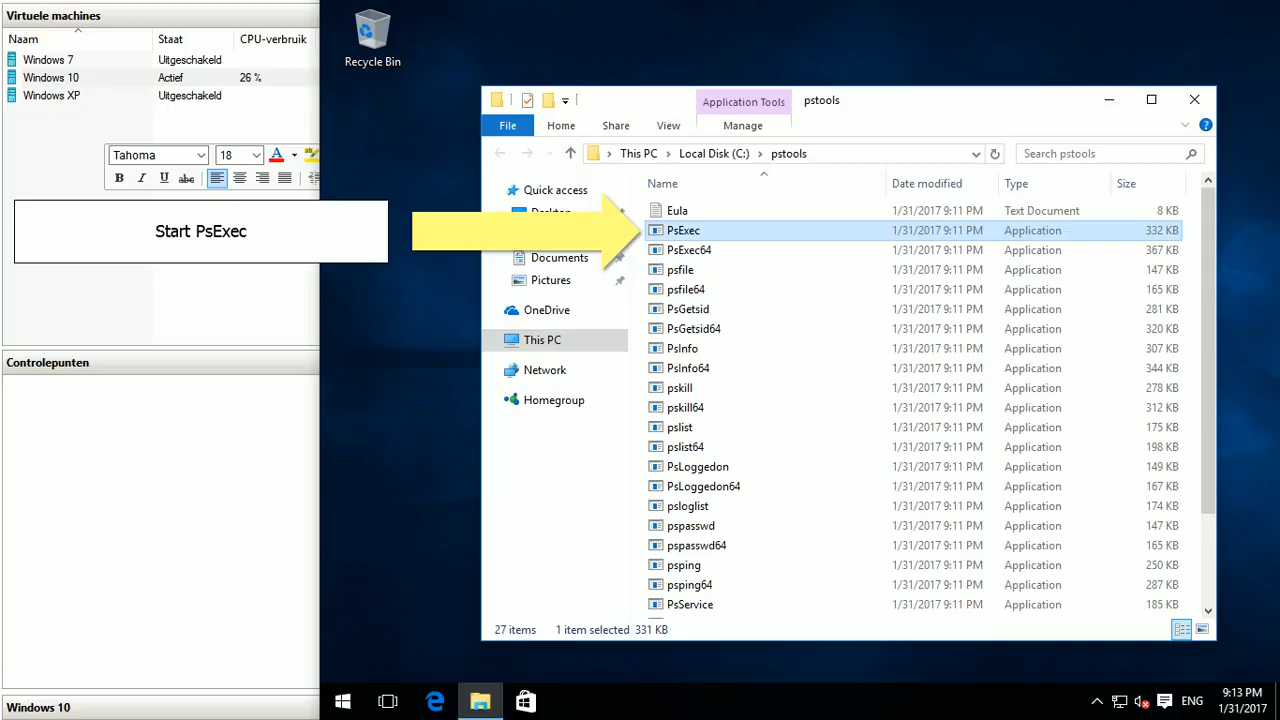 Virtuele machines
Naam Staat CPU-verbruik
Windows 7 Uitgeschakeld
Windows 10 Actief 26 %
Windows XP Uitgeschakeld
Tahoma 18 A
B I U abc
Start PsExec
Controlepunten
Windows 10
Recycle Bin
Application Tools pstools
File Home Share View Manage
This PC Local Disk (C:) pstools Search pstools
Quick access
Desktop
Documents
Pictures
OneDrive
This PC
Network
Homegroup
Name Date modified Type Size
Eula 1/31/2017 9:11 PM Text Document 8 KB
PsExec 1/31/2017 9:11 PM Application 332 KB
PsExec64 1/31/2017 9:11 PM Application 367 KB
psfile 1/31/2017 9:11 PM Application 147 KB
psfile64 1/31/2017 9:11 PM Application 165 KB
PsGetsid 1/31/2017 9:11 PM Application 281 KB
PsGetsid64 1/31/2017 9:11 PM Application 320 KB
PsInfo 1/31/2017 9:11 PM Application 307 KB
PsInfo64 1/31/2017 9:11 PM Application 344 KB
pskill 1/31/2017 9:11 PM Application 278 KB
pskill64 1/31/2017 9:11 PM Application 312 KB
pslist 1/31/2017 9:11 PM Application 175 KB
pslist64 1/31/2017 9:11 PM Application 198 KB
PsLoggedon 1/31/2017 9:11 PM Application 149 KB
PsLoggedon64 1/31/2017 9:11 PM Application 167 KB
psloglist 1/31/2017 9:11 PM Application 174 KB
pspasswd 1/31/2017 9:11 PM Application 147 KB
pspasswd64 1/31/2017 9:11 PM Application 165 KB
psping 1/31/2017 9:11 PM Application 250 KB
psping64 1/31/2017 9:11 PM Application 287 KB
PsService 1/31/2017 9:11 PM Application 185 KB
27 items 1 item selected 331 KB
ENG 9:13 PM
1/31/2017